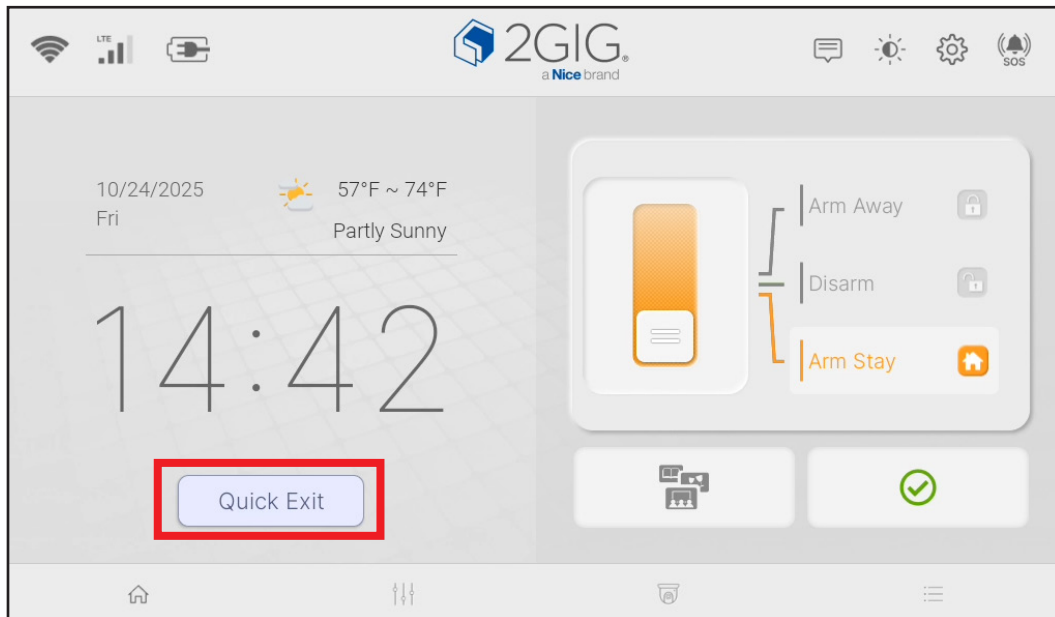 LTE
2GIG®
a Nice brand
SOS
10/24/2025
Fri
57°F ~ 74°F
Partly Sunny
14:42
Quick Exit
Arm Away
Disarm
Arm Stay